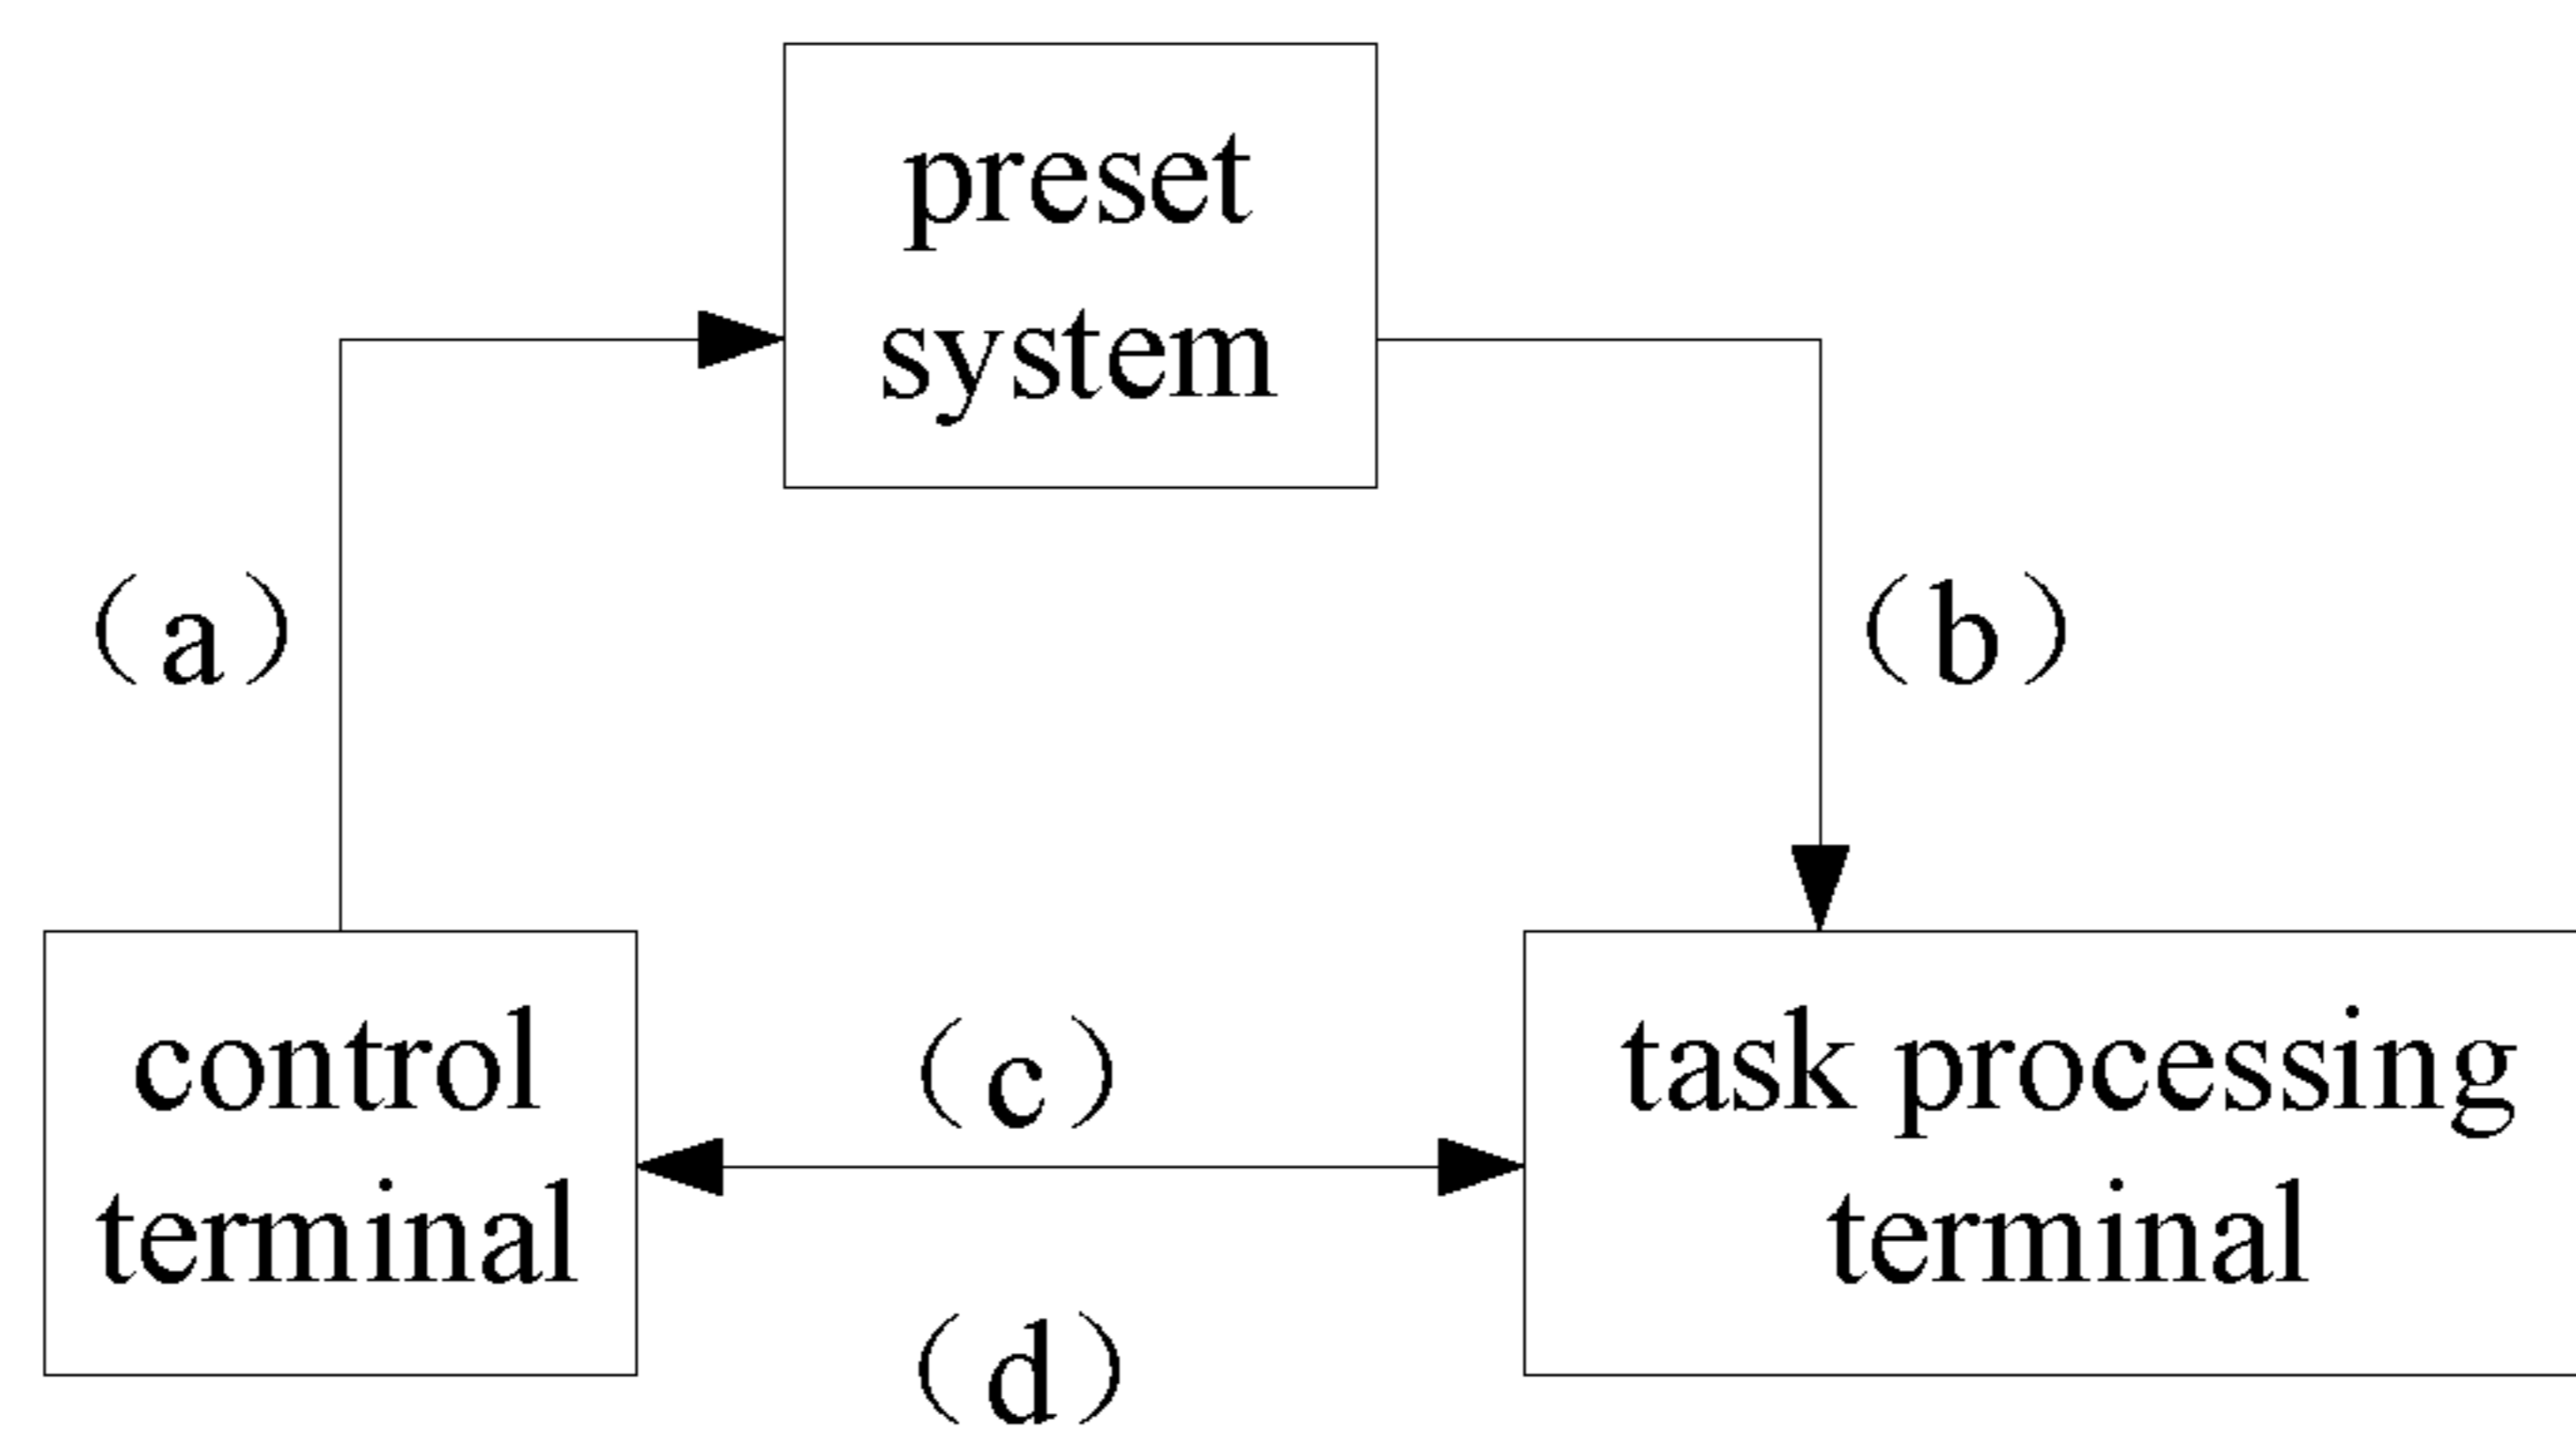 preset
system
(a)
(b)
control
terminal
(c)
(d)
task processing
terminal